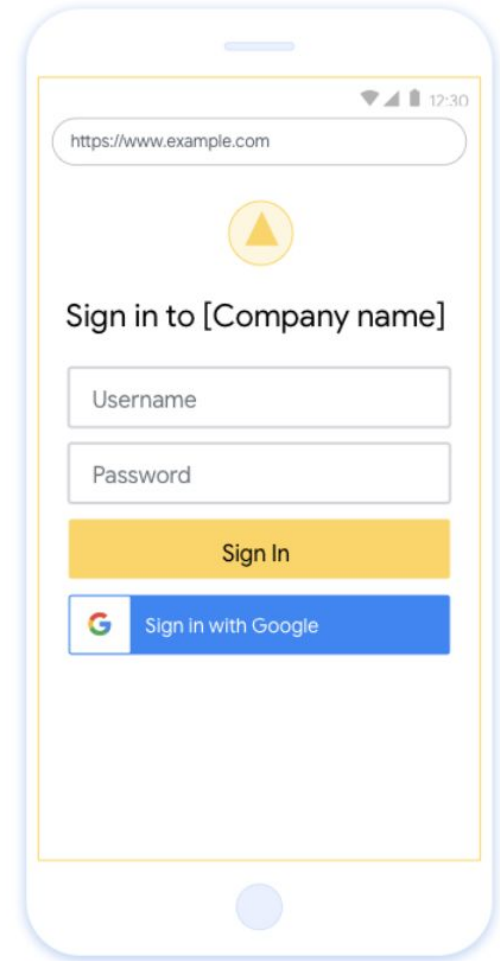 12:30
https://www.example.com
Sign in to [Company name]
Username
Password
Sign In
G Sign in with Google